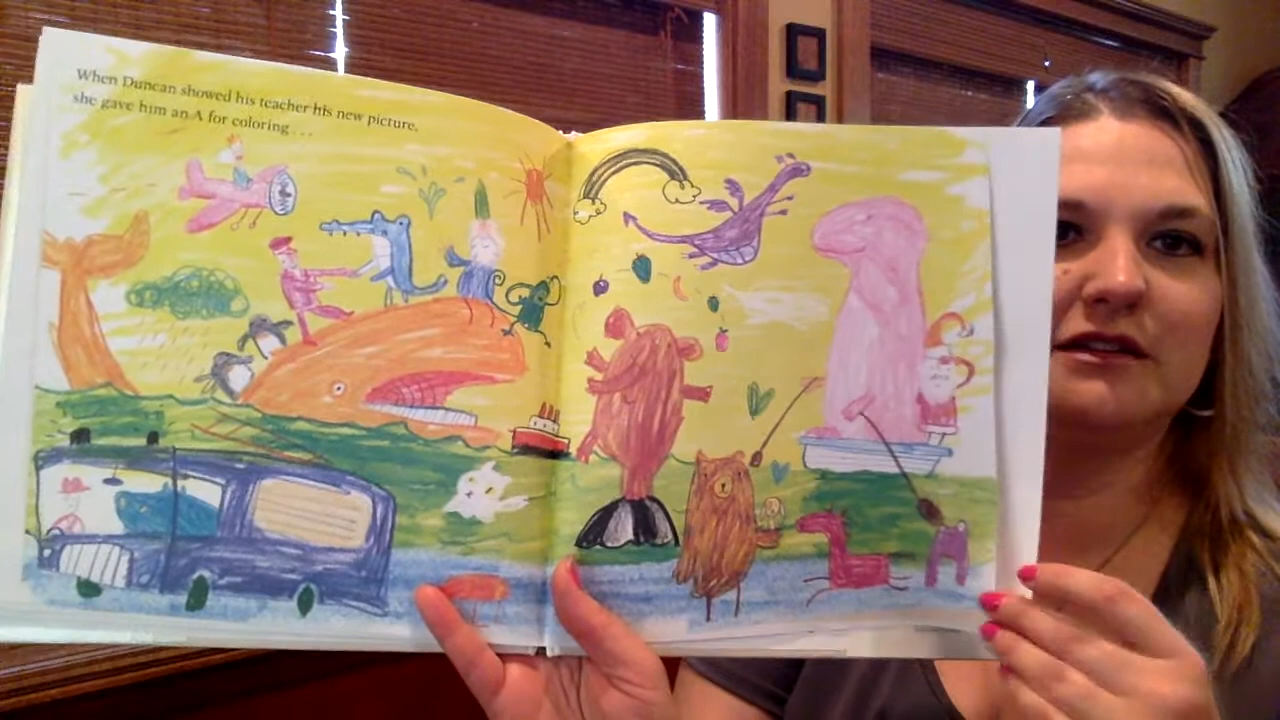 When Duncan showed his teacher his new picture,
she gave him an A for coloring . . .